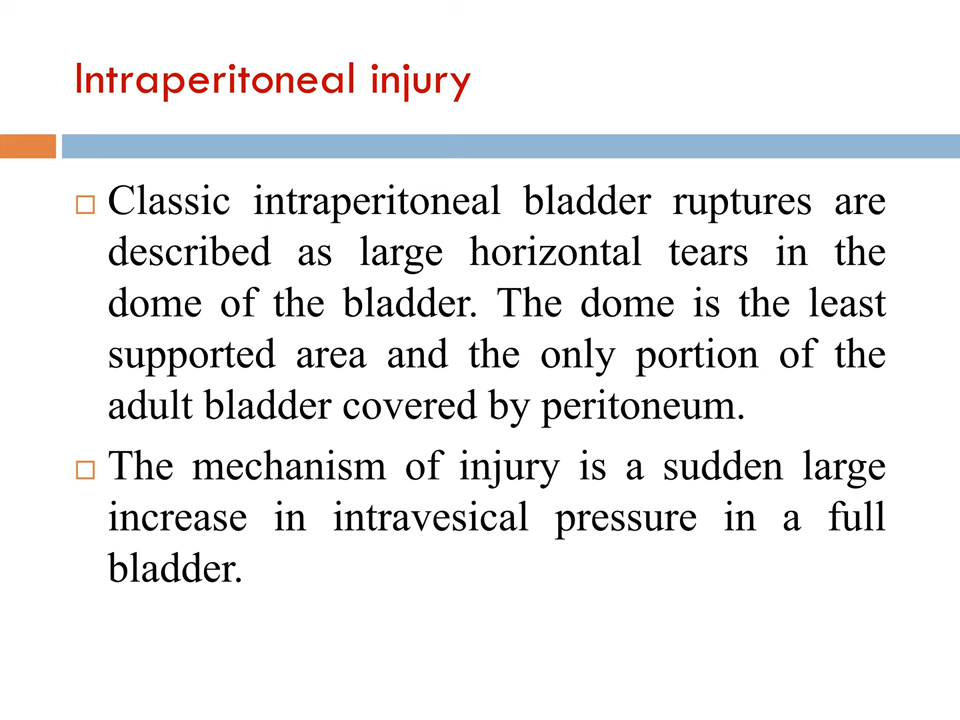 Intraperitoneal injury
Classic intraperitoneal bladder ruptures are
described as large horizontal tears in the
dome of the bladder. The dome is the least
supported area and the only portion of the
adult bladder covered by peritoneum.
The mechanism of injury is a sudden large
increase in intravesical pressure in a full
bladder.